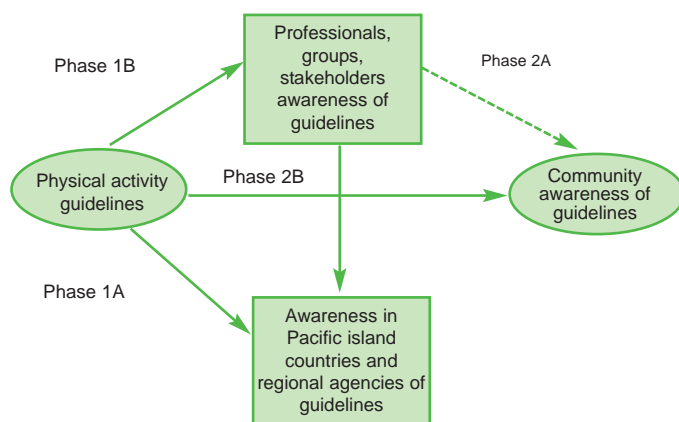 Professionals,
groups,
stakeholders
awareness of
guidelines
Phase 1B
Phase 2A
Physical activity
guidelines
Phase 2B
Community
awareness of
guidelines
Phase 1A
Awareness in
Pacific island
countries and
regional agencies of
guidelines